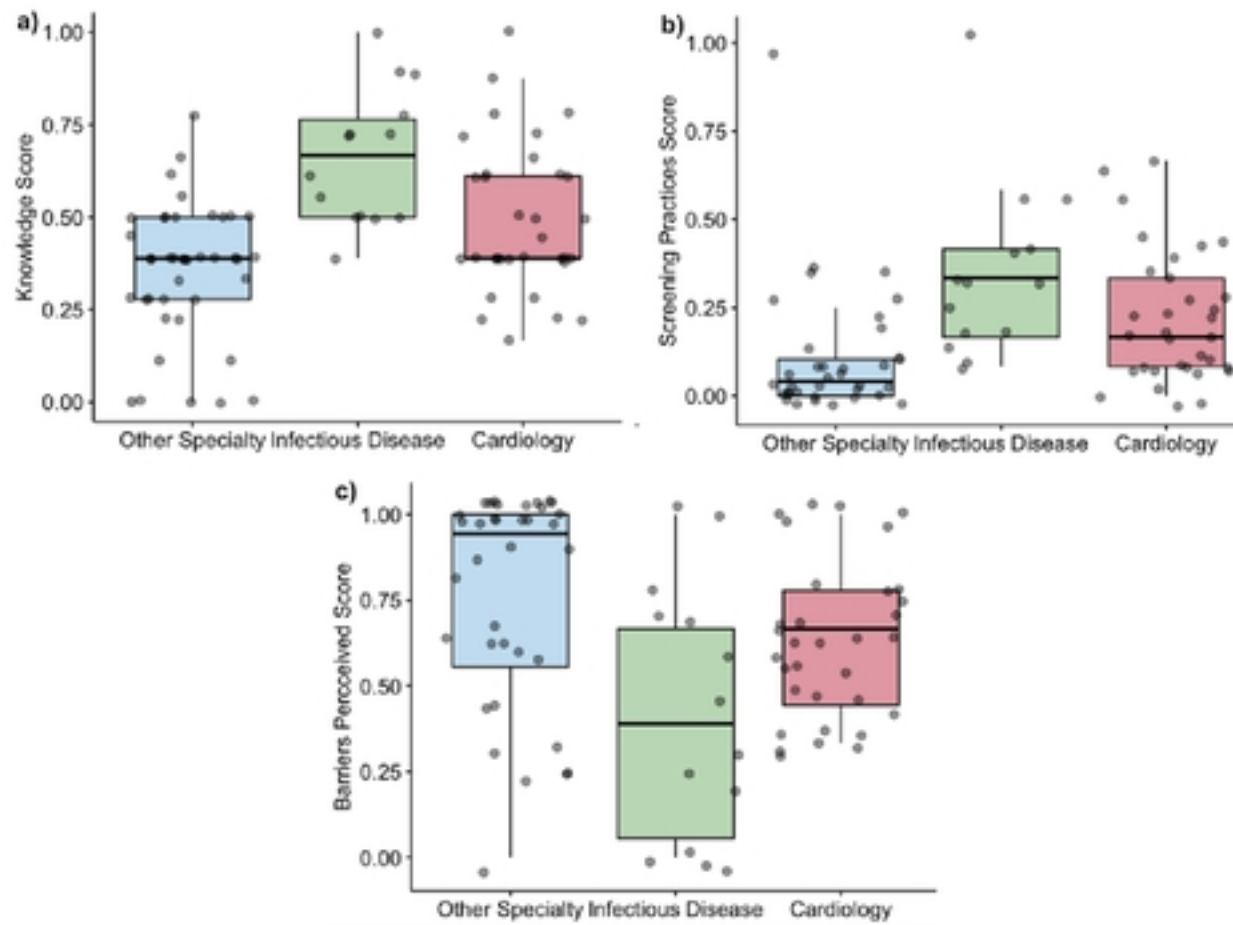 a)
Knowledge Score
1.00
0.75
0.50
0.25
0.00
Other Specialty Infectious Disease Cardiology
b)
Screening Practices Score
1.00
0.75
0.50
0.25
0.00
Other Specialty Infectious Disease Cardiology
c)
Barriers Perceived Score
1.00
0.75
0.50
0.25
0.00
Other Specialty Infectious Disease Cardiology